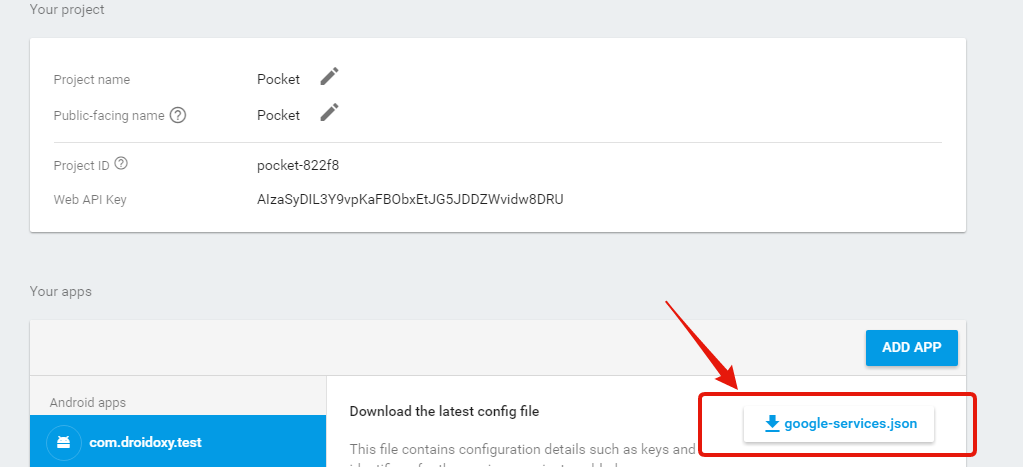 Your project
Project name Pocket
Public-facing name Pocket
Project ID pocket-822f8
Web API Key AIzaSyDIL3Y9vpKaFBObxEtJG5JDDZWvidw8DRU
Your apps
ADD APP
Android apps
com.droidoxy.test
Download the latest config file
google-services.json
This file contains configuration details such as keys and